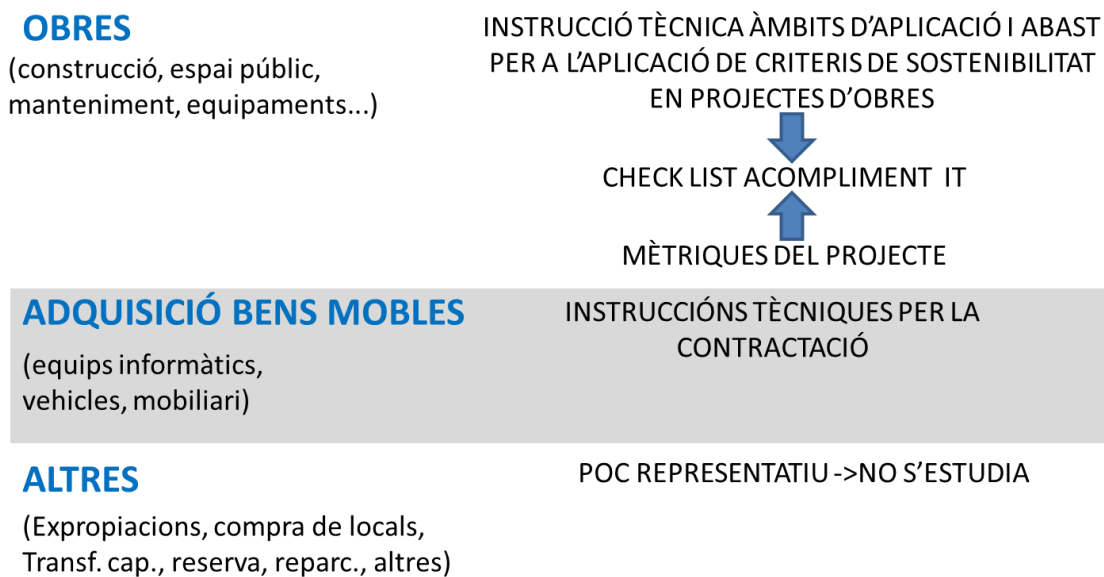 OBRES
(construcció, espai públic,
manteniment, equipaments...)
INSTRUCCIÓ TÈCNICA ÀMBITS D'APLICACIÓ I ABAST
PER A L'APLICACIÓ DE CRITERIS DE SOSTENIBILITAT
EN PROJECTES D'OBRES
CHECK LIST ACOMPLIMENT IT
MÈTRIQUES DEL PROJECTE
ADQUISICIÓ BENS MOBLES
(equips informàtics,
vehicles, mobiliari)
INSTRUCCIÓNS TÈCNIQUES PER LA
CONTRACTACIÓ
ALTRES
(Expropiacions, compra de locals,
Transf. cap., reserva, reparc., altres)
POC REPRESENTATIU ->NO S'ESTUDIA